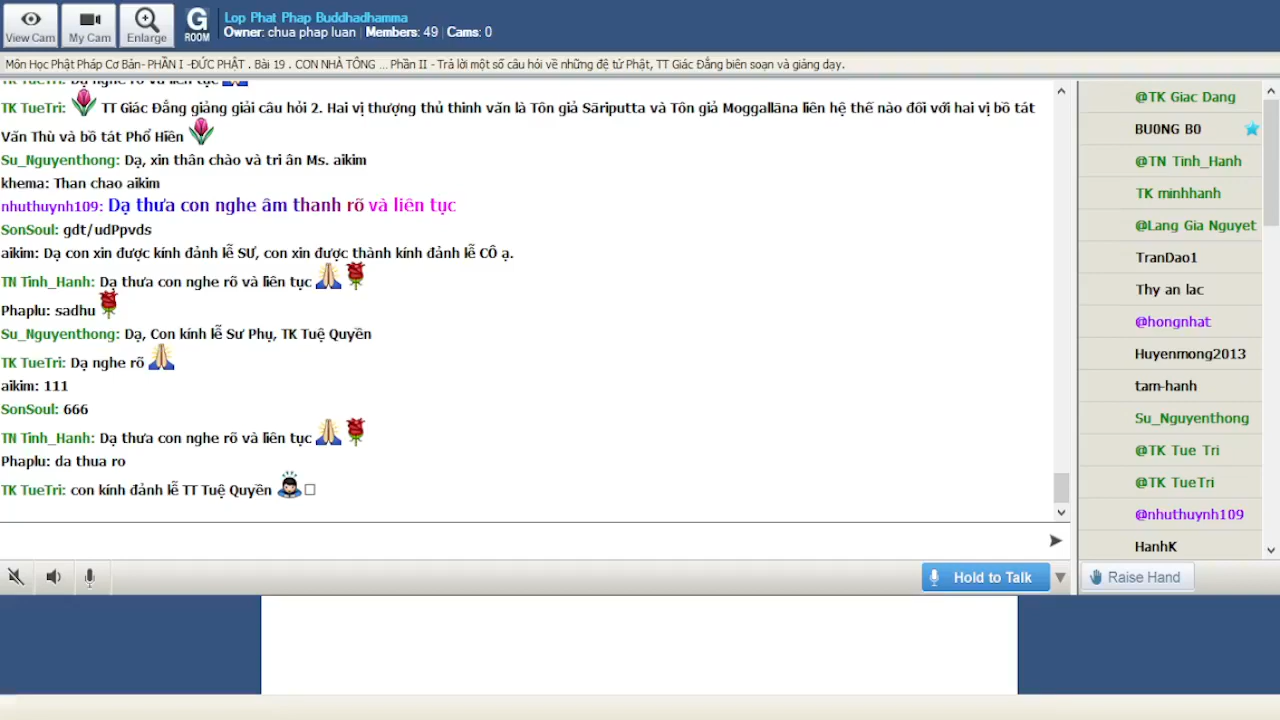 View Cam
My Cam
Enlarge
G
ROOM
Lop Phat Phap Buddhadhamma
Owner: chua phap luan | Members: 49 | Cams: 0
Môn Học Phật Pháp Cơ Bản- PHẦN I -ĐỨC PHẬT . Bài 19 . CON NHÀ TÔNG ... Phần II - Trả lời một số câu hỏi về những đệ tử Phật, TT Giác Đẳng biên soạn và giảng dạy.
TK TueTri: Dạ nghe rõ và liên tục
TK TueTri: TT Giác Đẳng giảng giải câu hỏi 2. Hai vị thượng thủ thinh văn là Tôn giả Sāriputta và Tôn giả Moggallāna liên hệ thế nào đối với hai vị bồ tát
Văn Thù và bồ tát Phổ Hiền
Su_Nguyenthong: Dạ, xin thân chào và tri ân Ms. aikim
khema: Than chao aikim
nhuthuynh109: Dạ thưa con nghe âm thanh rõ và liên tục
SonSoul: gdt/udPpvds
aikim: Dạ con xin được kính đảnh lễ SƯ, con xin được thành kính đảnh lễ CÔ ạ.
TN Tinh_Hanh: Dạ thưa con nghe rõ và liên tục
Phaplu: sadhu
Su_Nguyenthong: Dạ, Con kính lễ Sư Phụ, TK Tuệ Quyền
TK TueTri: Dạ nghe rõ
aikim: 111
SonSoul: 666
TN Tinh_Hanh: Dạ thưa con nghe rõ và liên tục
Phaplu: da thua ro
TK TueTri: con kính đảnh lễ TT Tuệ Quyền
@TK Giac Dang
BU0NG B0
@TN Tinh_Hanh
TK minhhanh
@Lang Gia Nguyet
TranDao1
Thy an lac
@hongnhat
Huyenmong2013
tam-hanh
Su_Nguyenthong
@TK Tue Tri
@TK TueTri
@nhuthuynh109
HanhK
Hold to Talk
Raise Hand